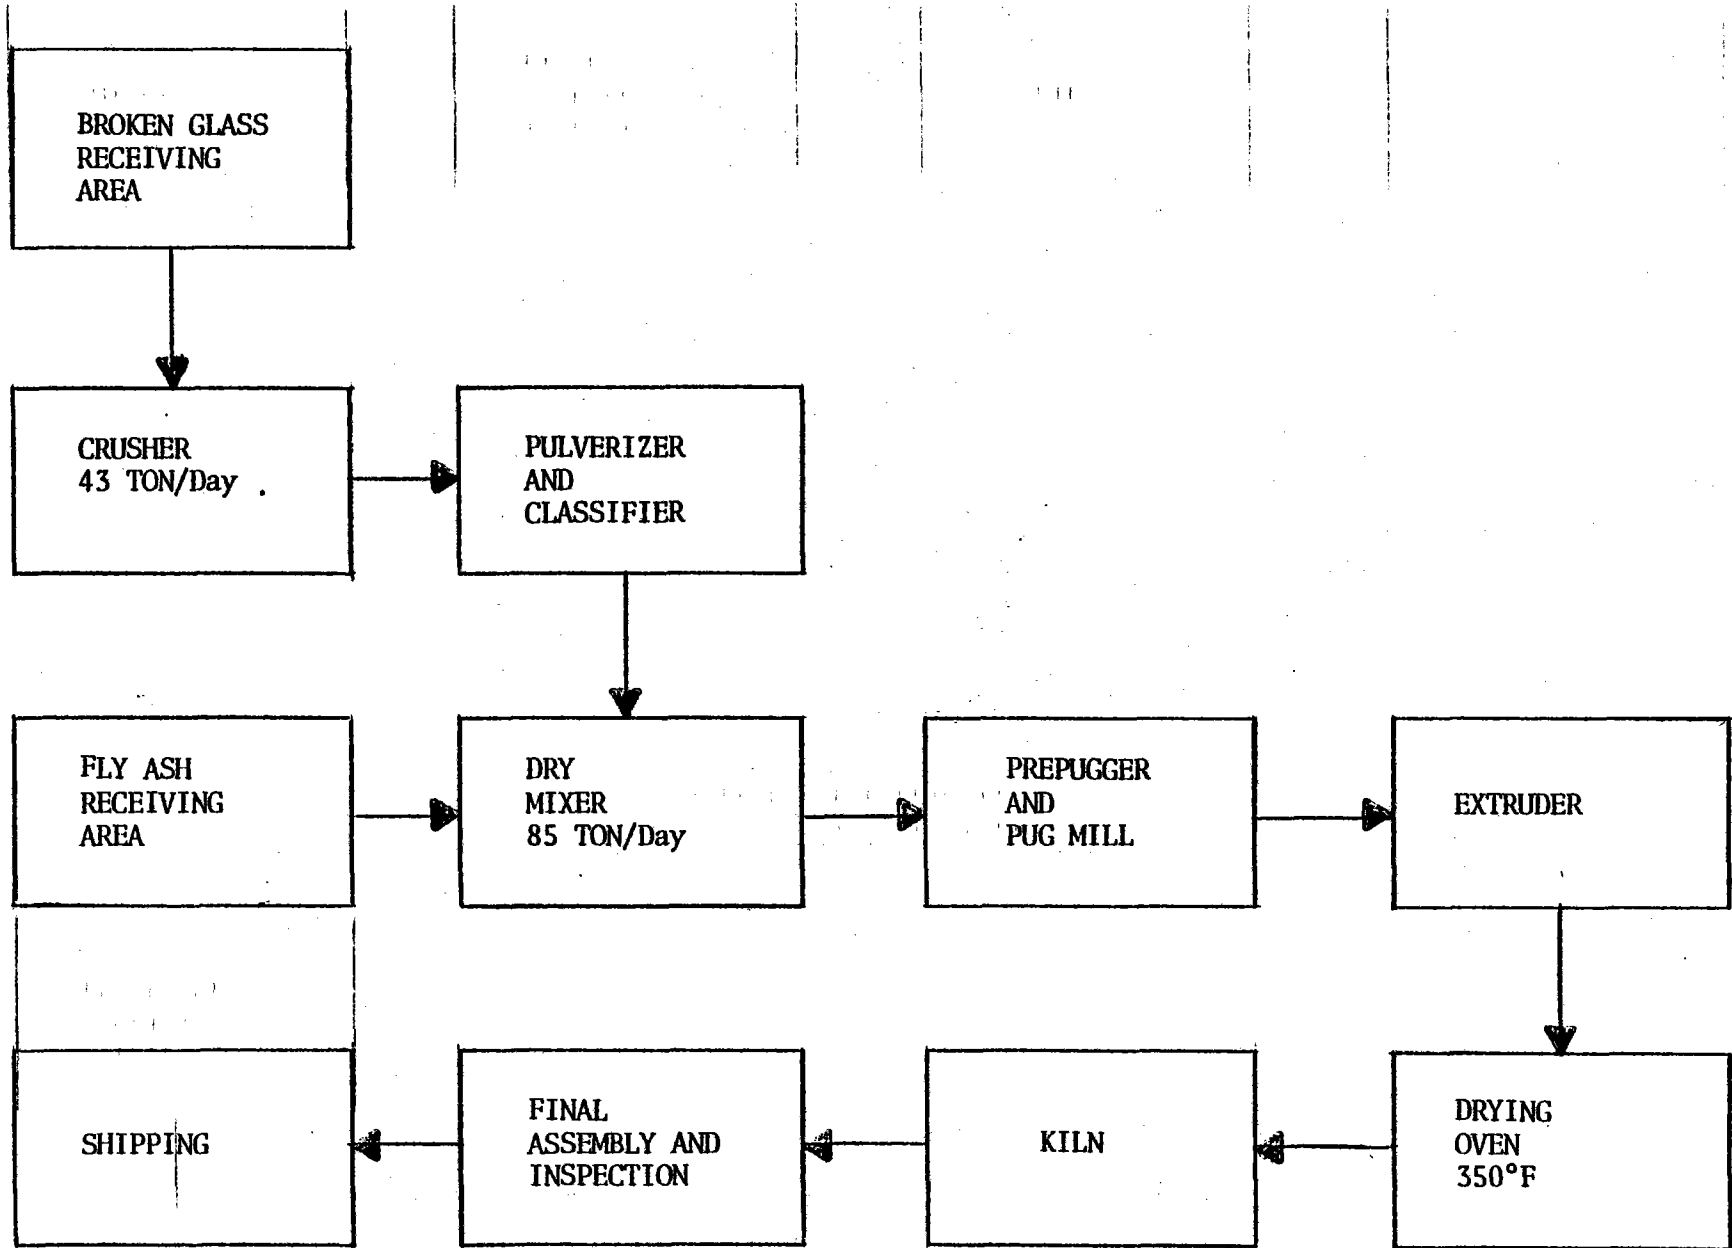 BROKEN GLASS
RECEIVING
AREA
CRUSHER
43 TON/Day
PULVERIZER
AND
CLASSIFIER
FLY ASH
RECEIVING
AREA
DRY
MIXER
85 TON/Day
PREPUGGER
AND
PUG MILL
EXTRUDER
SHIPPING
FINAL
ASSEMBLY AND
INSPECTION
KILN
DRYING
OVEN
350°F